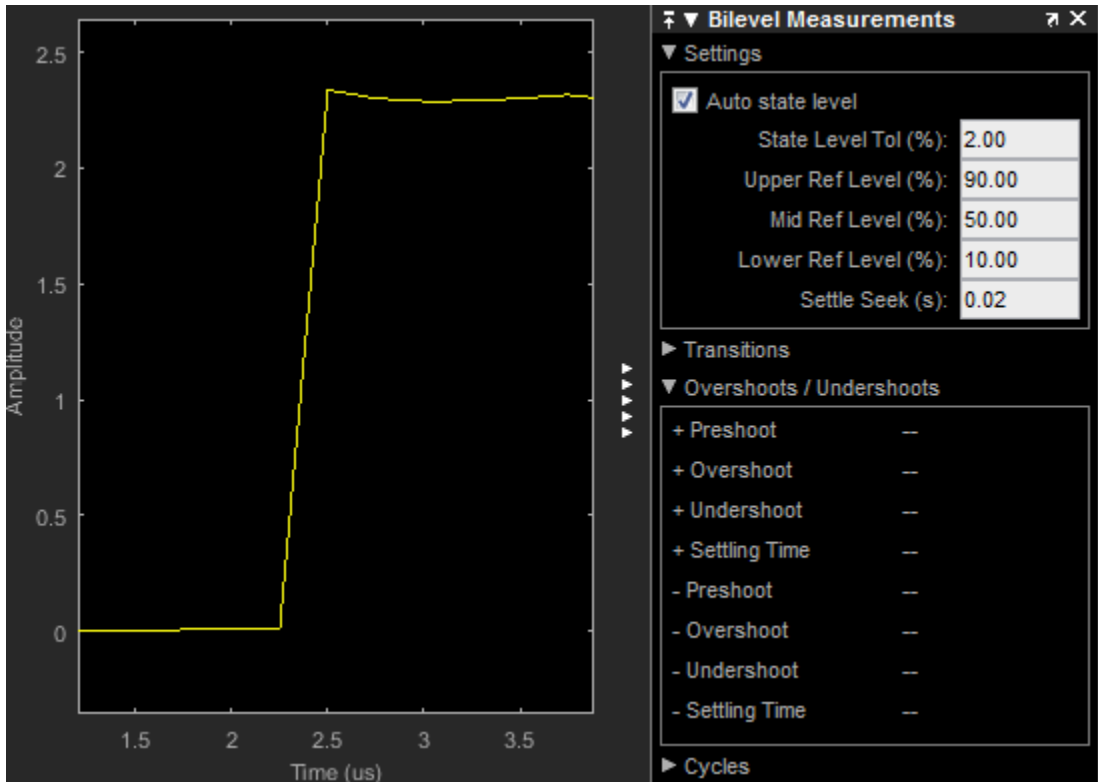 2.5
2
1.5
1
0.5
0
Amplitude
1.5 2 2.5 3 3.5
Time (us)
Bilevel Measurements
Settings
Auto state level
State Level Tol (%): 2.00
Upper Ref Level (%): 90.00
Mid Ref Level (%): 50.00
Lower Ref Level (%): 10.00
Settle Seek (s): 0.02
Transitions
Overshoots / Undershoots
+ Preshoot --
+ Overshoot --
+ Undershoot --
+ Settling Time --
- Preshoot --
- Overshoot --
- Undershoot --
- Settling Time --
Cycles